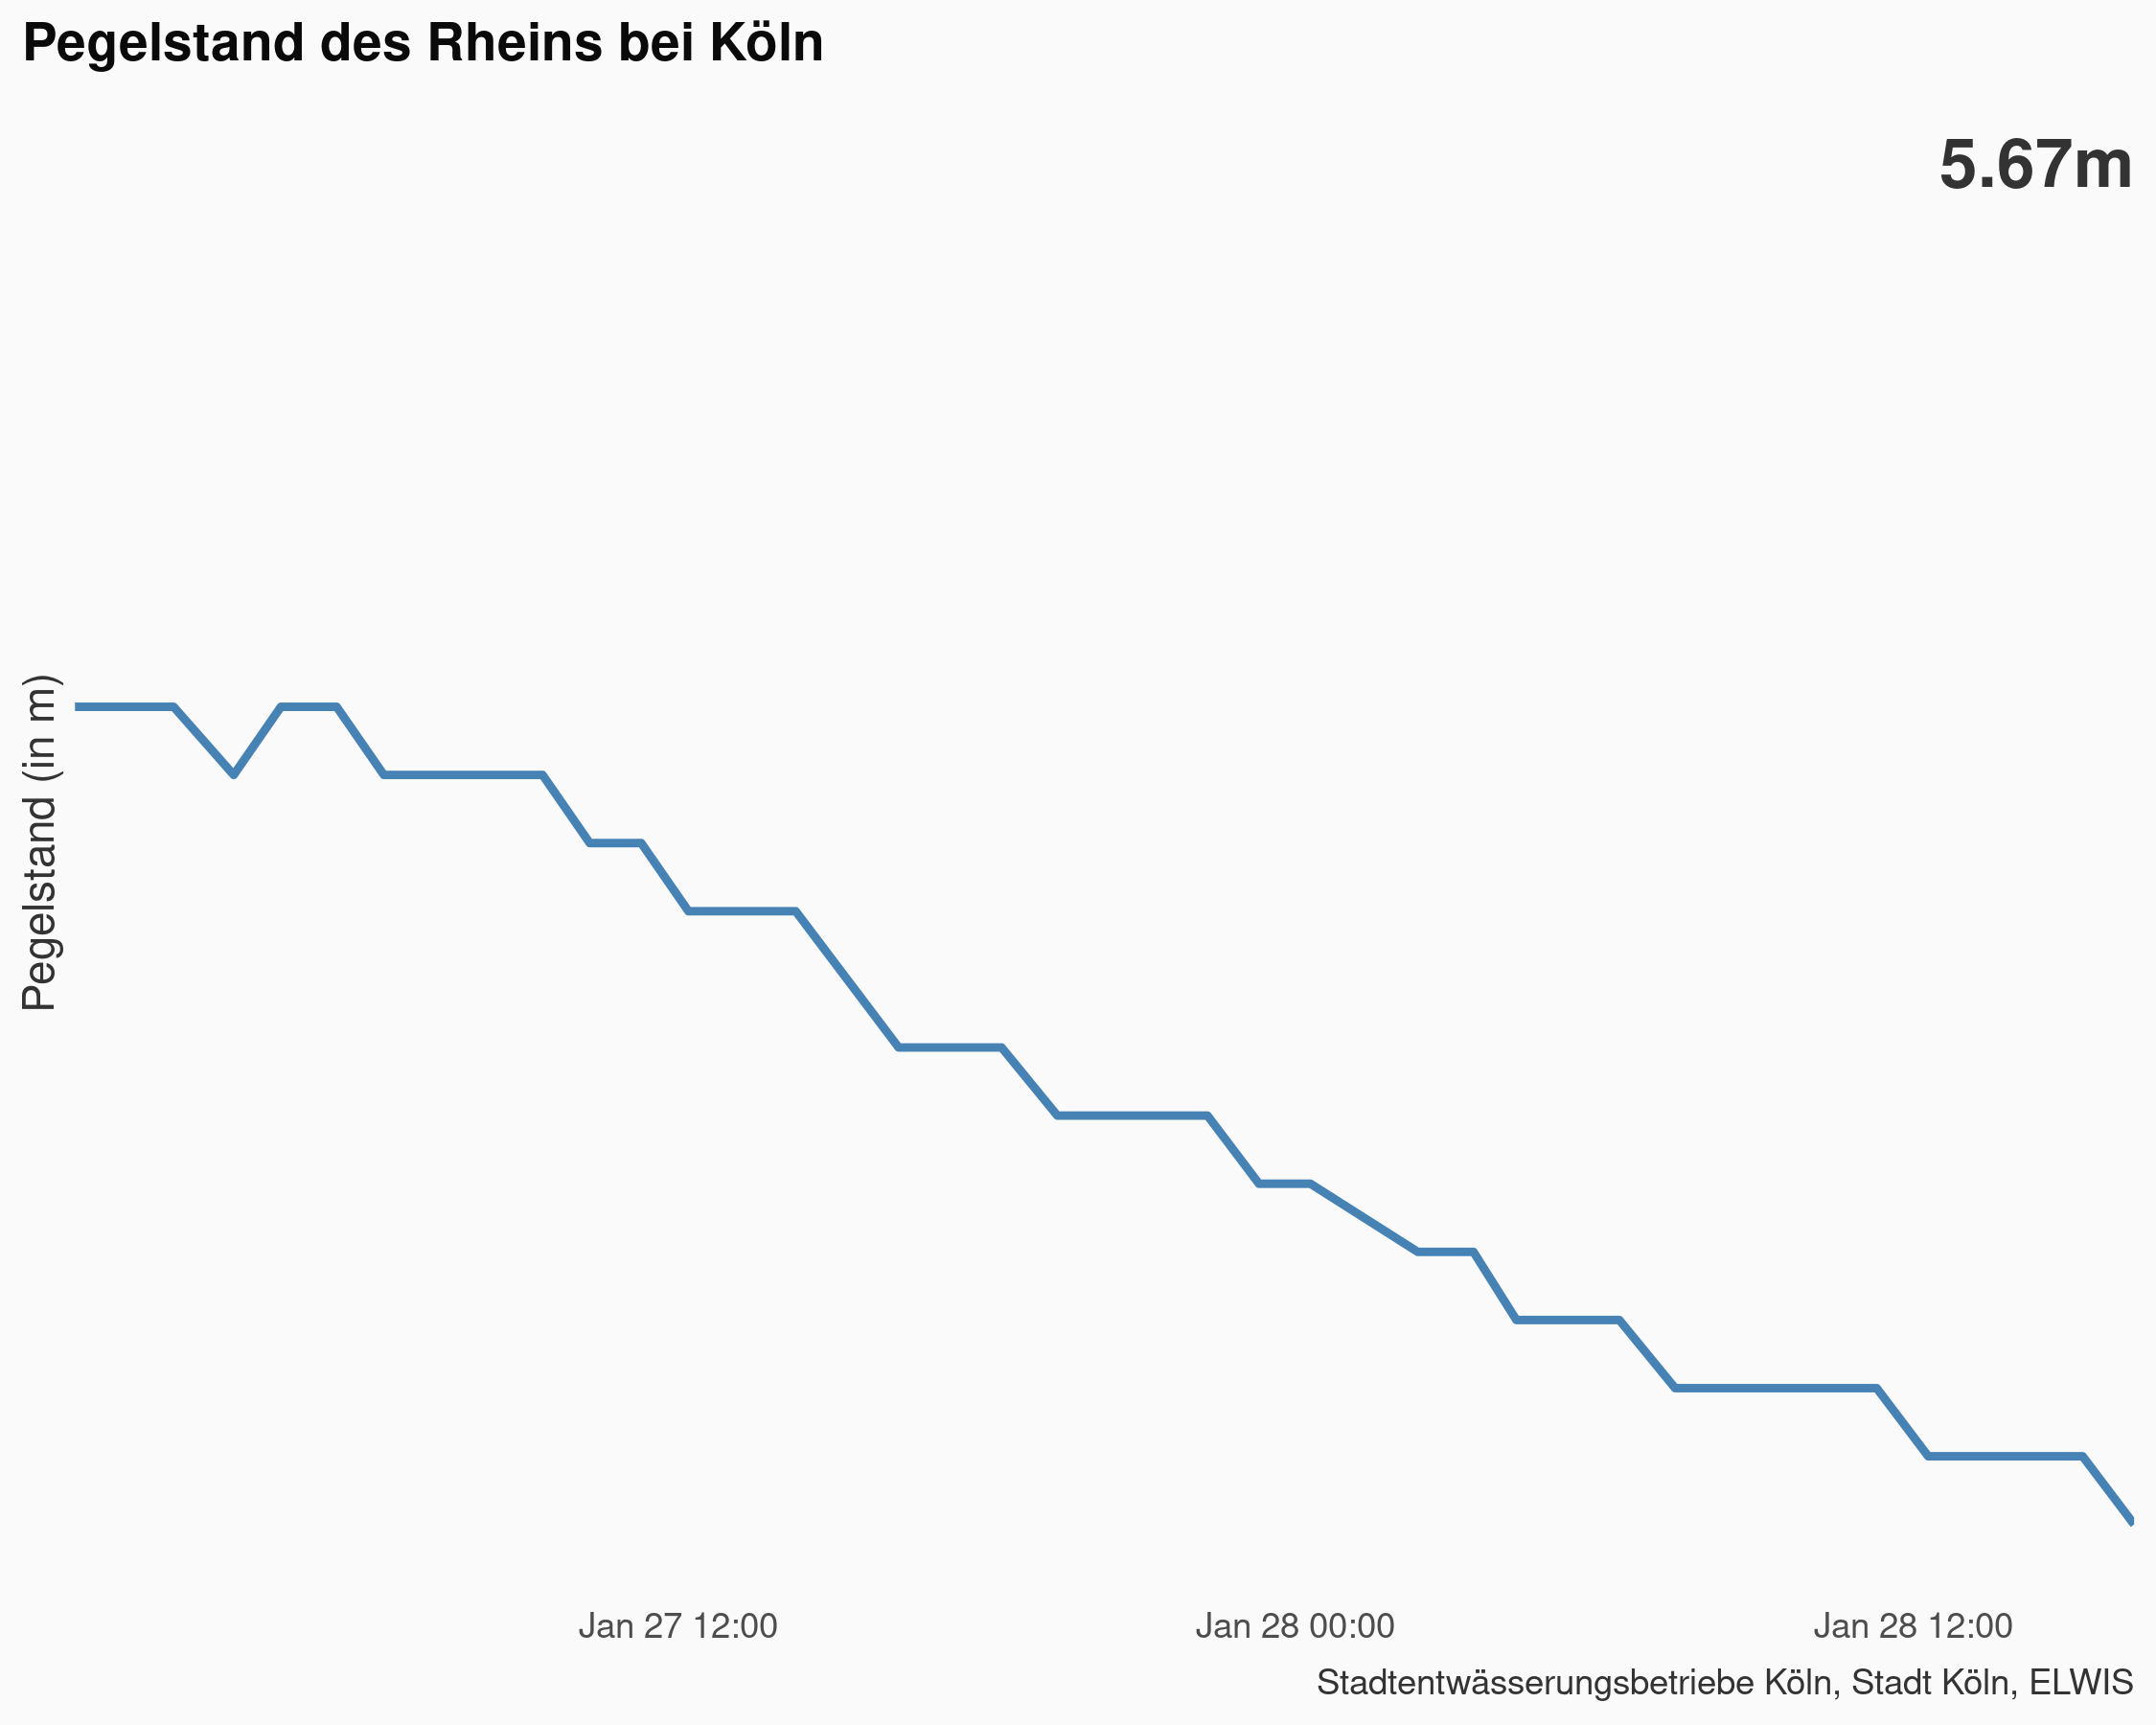 Pegelstand des Rheins bei Köln
5.67m
Pegelstand (in m)
Jan 27 12:00
Jan 28 00:00
Jan 28 12:00
Stadtentwässerungsbetriebe Köln, Stadt Köln, ELWIS